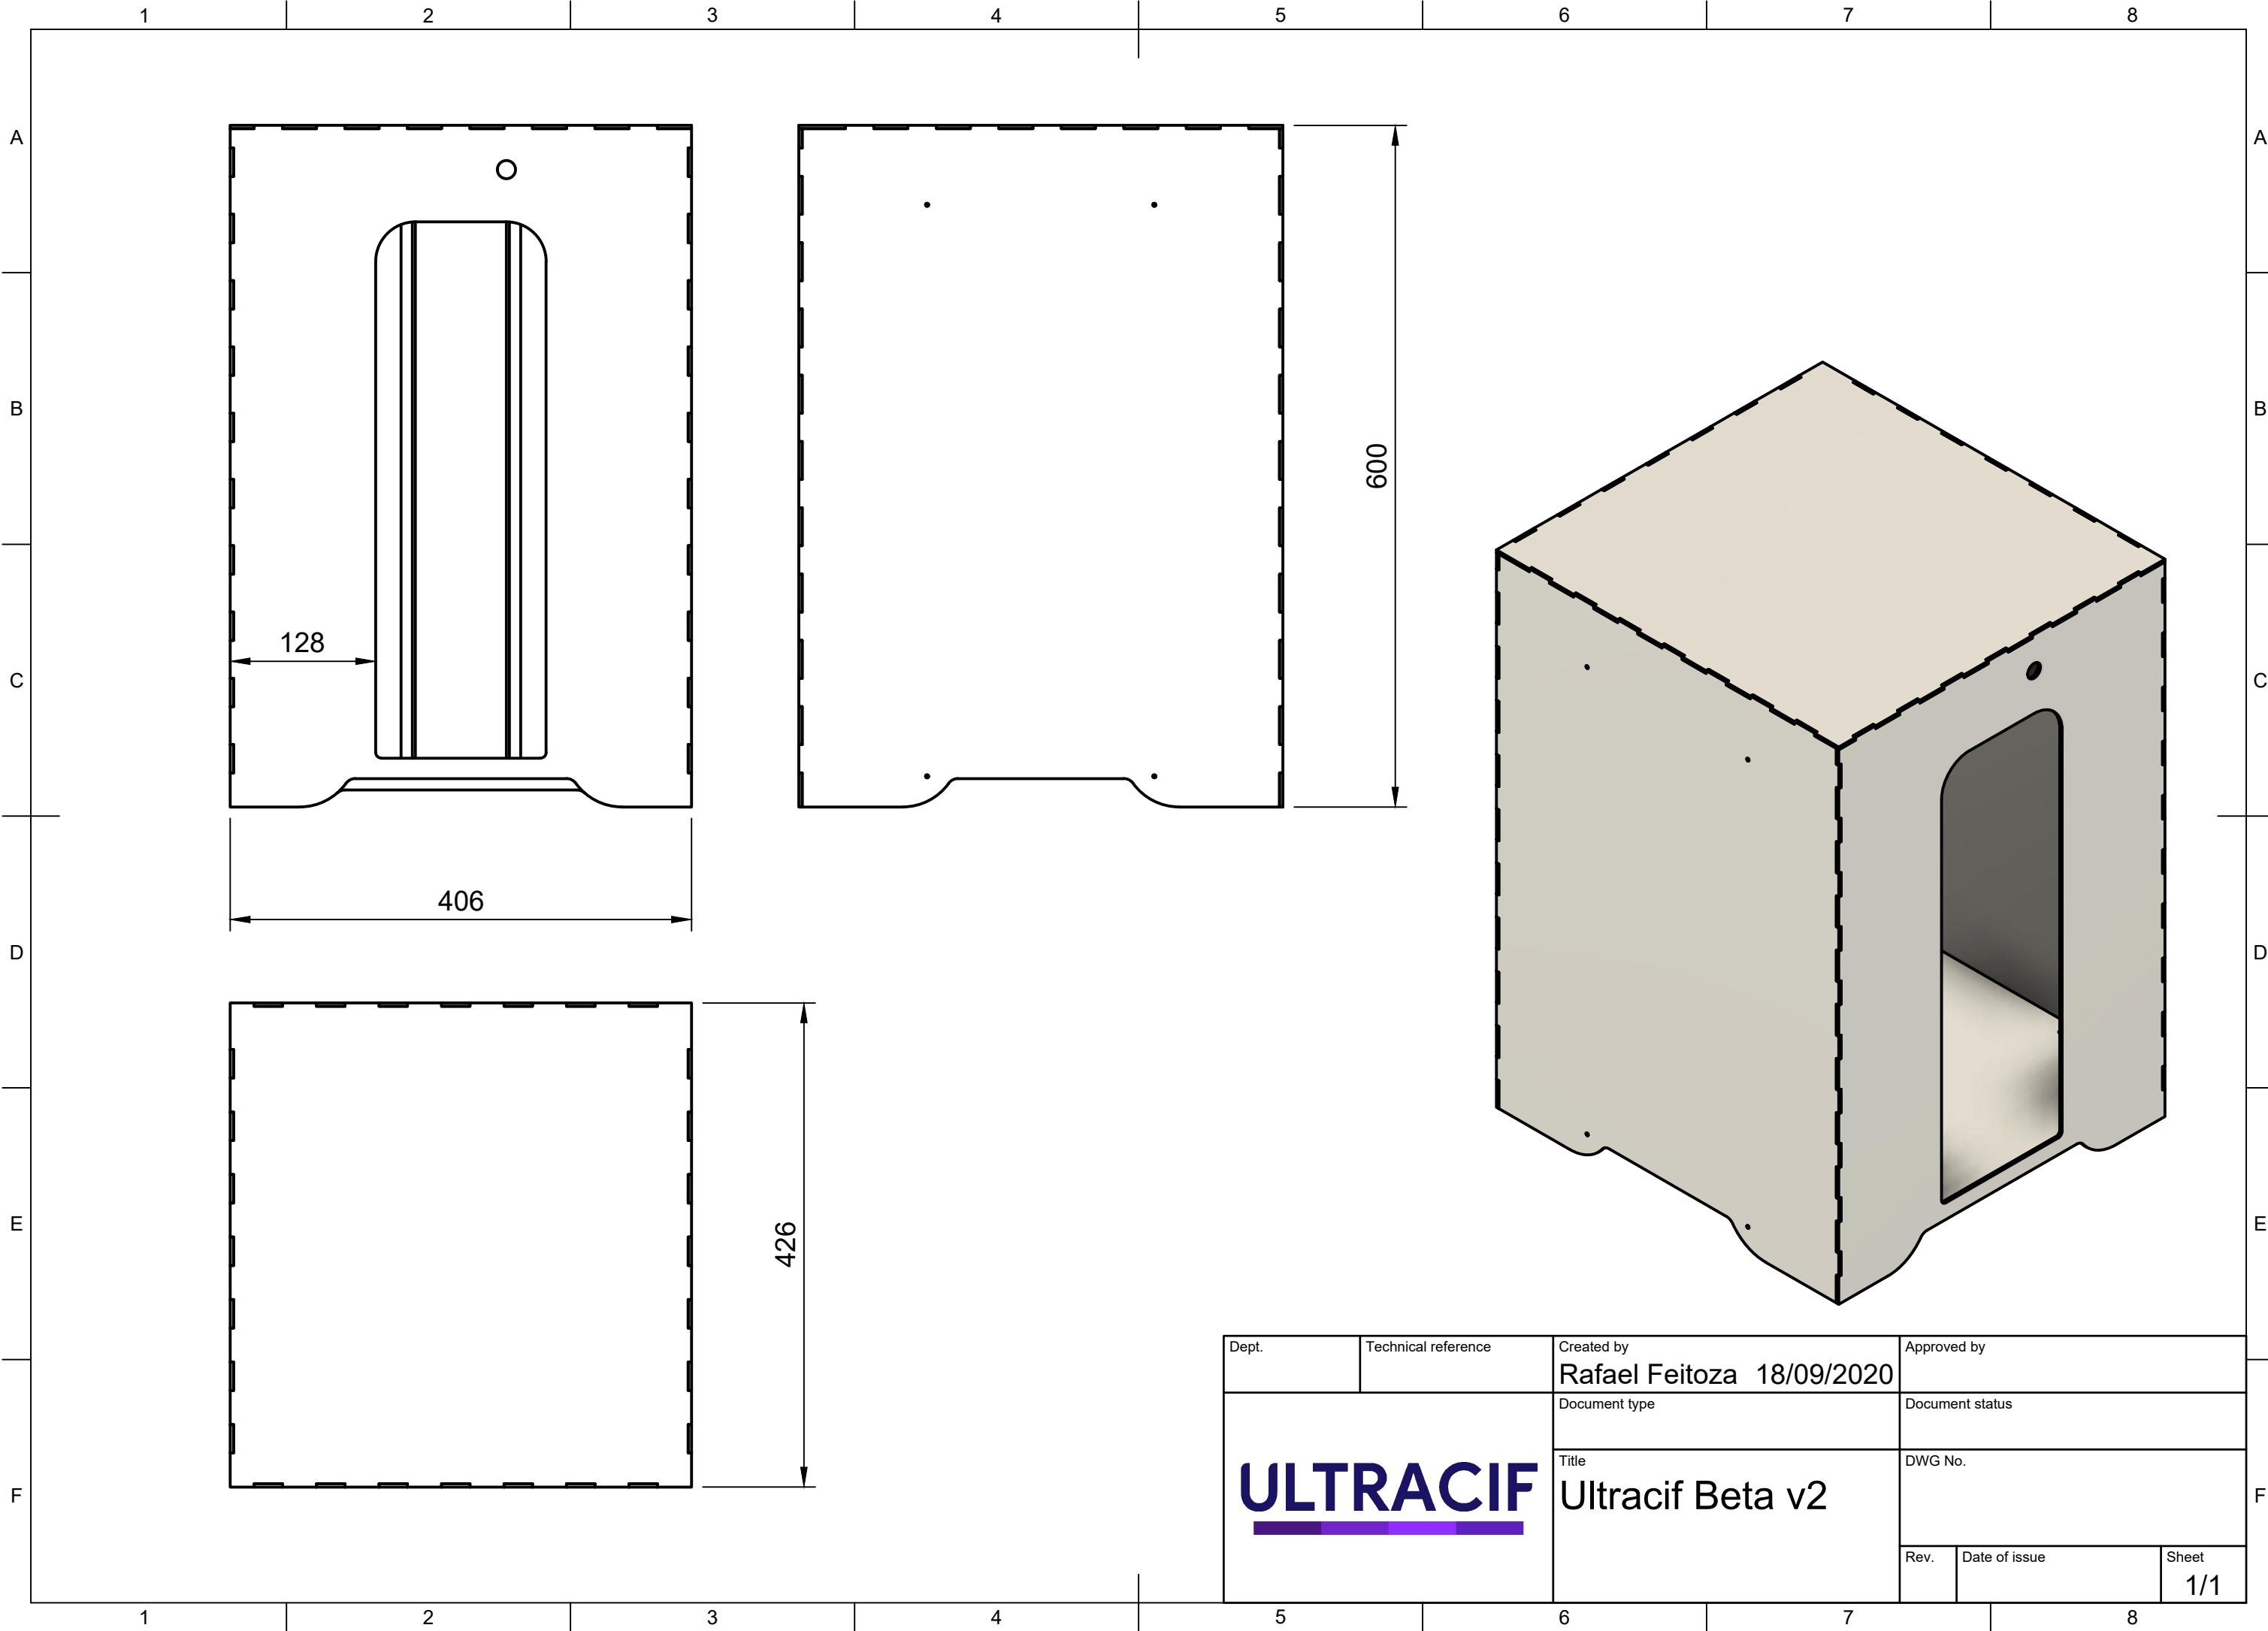 1 2 3 4 5 6 7 8
A A
B B
C C
D D
E E
F F
128
600
406
426
Dept. Technical reference Created by Approved by
Rafael Feitoza 18/09/2020
Document type Document status
ULTRACIF
Title DWG No.
Ultracif Beta v2
Rev. Date of issue Sheet
1/1
1 2 3 4 5 6 7 8